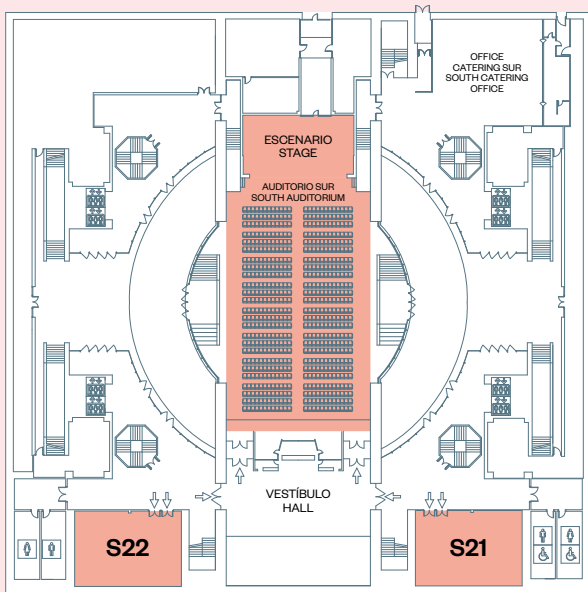 OFFICE
CATERING SUR
SOUTH CATERING
OFFICE
ESCENARIO
STAGE
AUDITORIO SUR
SOUTH AUDITORIUM
VESTÍBULO
HALL
S22
S21